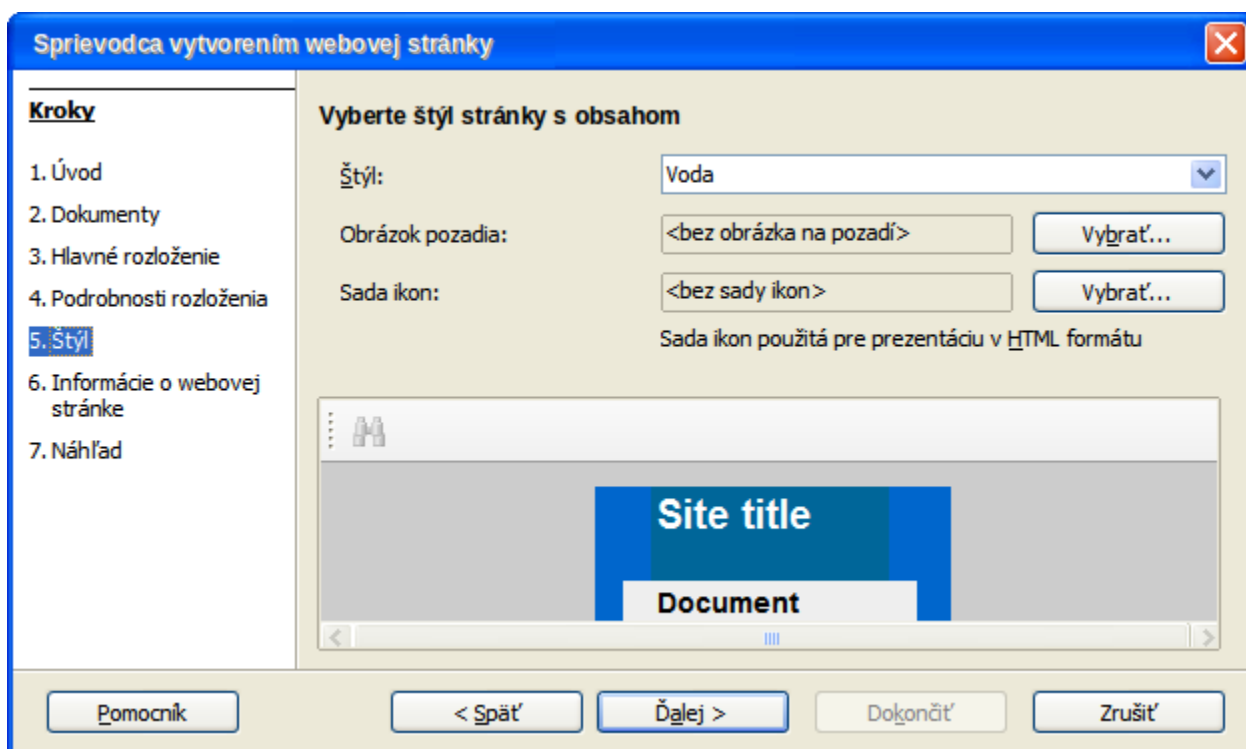 Sprievodca vytvorením webovej stránky
Kroky
1. Úvod
2. Dokumenty
3. Hlavné rozloženie
4. Podrobnosti rozloženia
5. Štýl
6. Informácie o webovej
stránke
7. Náhľad
Vyberte štýl stránky s obsahom
Štýl:
Voda
Obrázok pozadia:
<bez obrázka na pozadí>
Vybrať...
Sada ikon:
<bez sady ikon>
Vybrať...
Sada ikon použitá pre prezentáciu v HTML formátu
Site title
Document
Pomocník
< Späť
Ďalej >
Dokončiť
Zrušiť